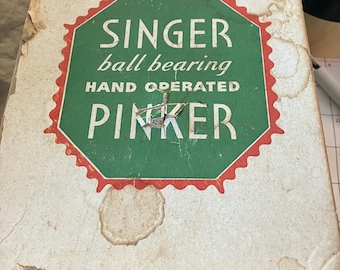 SINGER
ball bearing
HAND OPERATED
PINKER